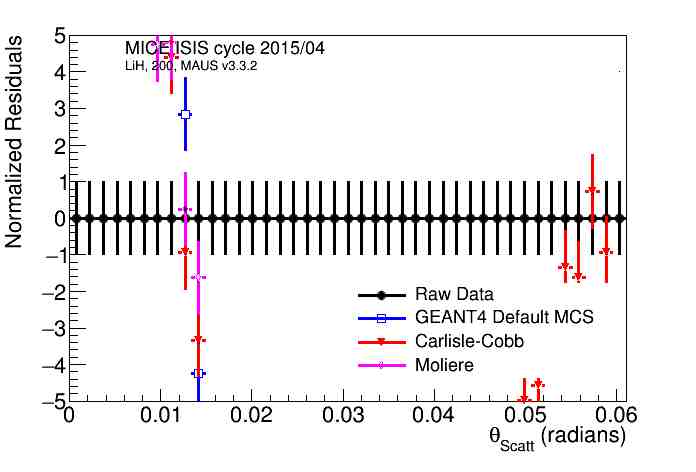 Normalized Residuals
5
4
3
2
1
0
−1
−2
−3
−4
−5
MICE ISIS cycle 2015/04
LiH, 200, MAUS v3.3.2
Raw Data
GEANT4 Default MCS
Carlisle-Cobb
Moliere
0 0.01 0.02 0.03 0.04 0.05 0.06
θScatt (radians)